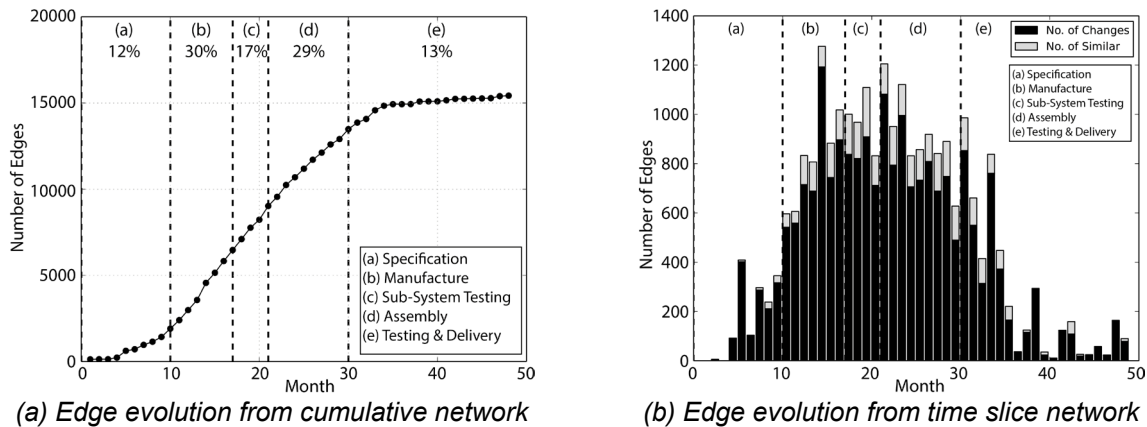 20000
15000
10000
5000
0
Number of Edges
(a)
12%
(b)
30%
(c)
17%
(d)
29%
(e)
13%
(a) Specification
(b) Manufacture
(c) Sub-System Testing
(d) Assembly
(e) Testing & Delivery
0 10 20 30 40 50
Month
(a) Edge evolution from cumulative network
1400
1200
1000
800
600
400
200
0
Number of Edges
(a) (b) (c) (d) (e)
No. of Changes
No. of Similar
(a) Specification
(b) Manufacture
(c) Sub-System Testing
(d) Assembly
(e) Testing & Delivery
0 10 20 30 40 50
Month
(b) Edge evolution from time slice network